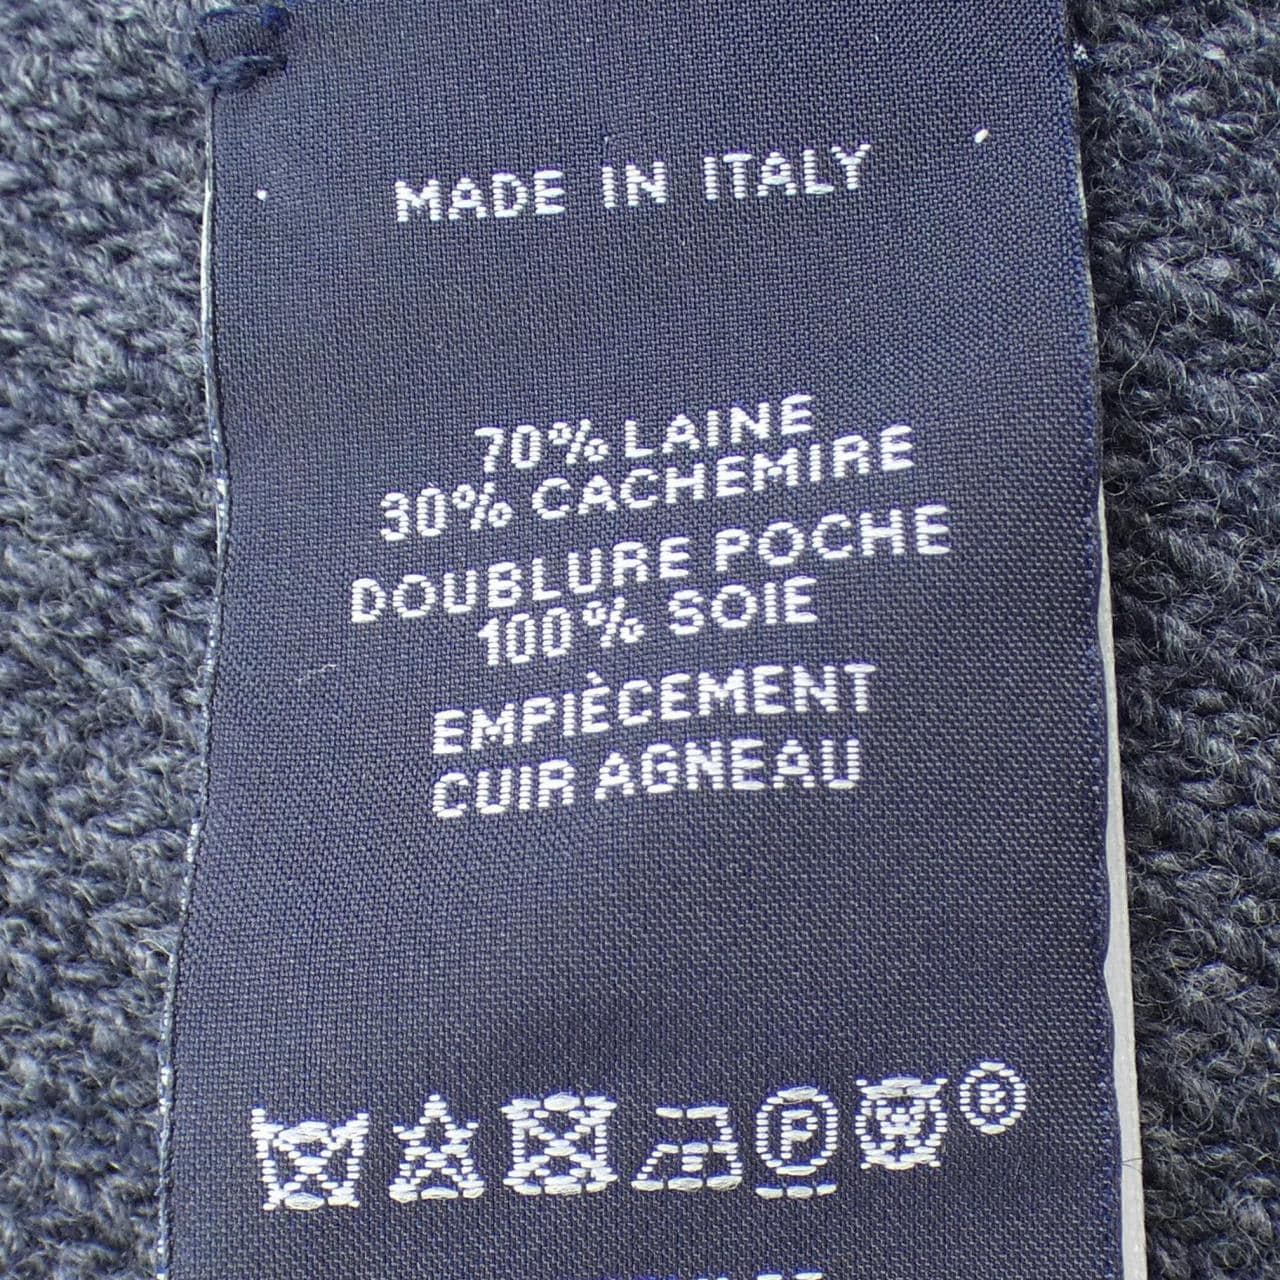 MADE IN ITALY
70% LAINE
30% CACHEMIRE
DOUBLURE POCHE
100% SOIE
EMPIÈCEMENT
CUIR AGNEAU
P W ®